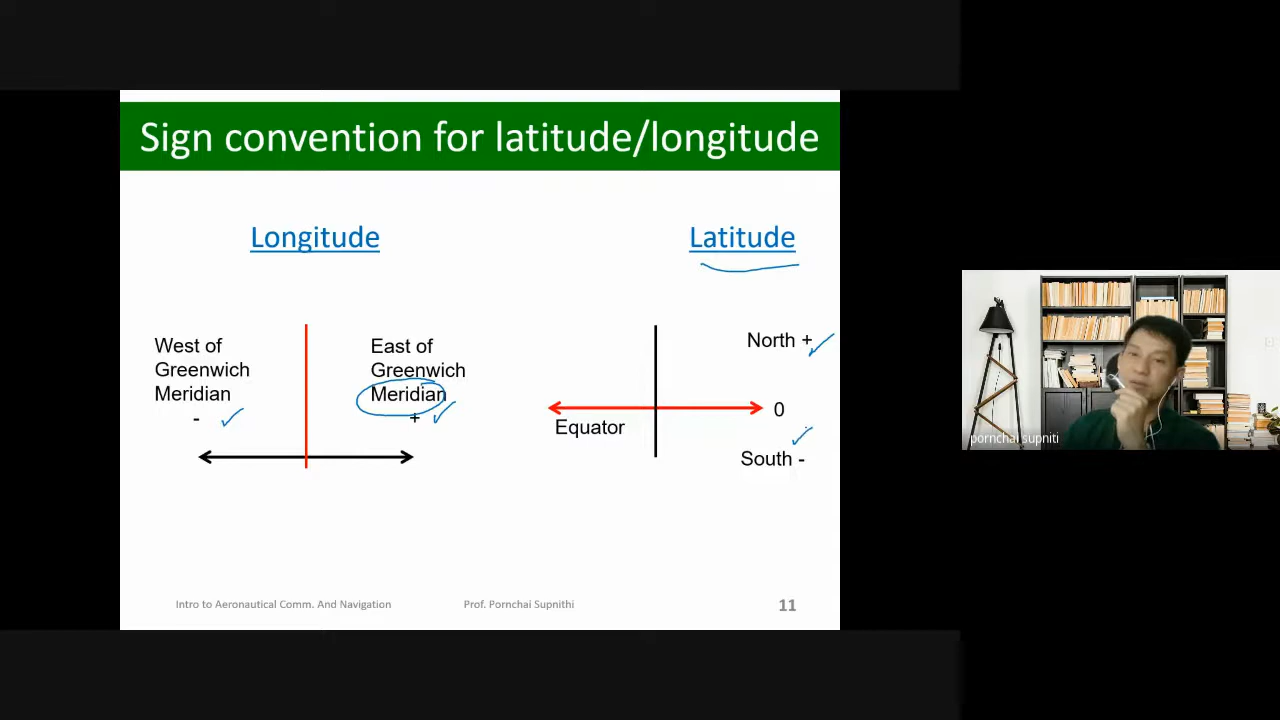 Sign convention for latitude/longitude
Longitude
Latitude
West of
Greenwich
Meridian
-
East of
Greenwich
Meridian
+
North +
0
Equator
South -
pornchai supniti
Intro to Aeronautical Comm. And Navigation
Prof. Pornchai Supnithi
11